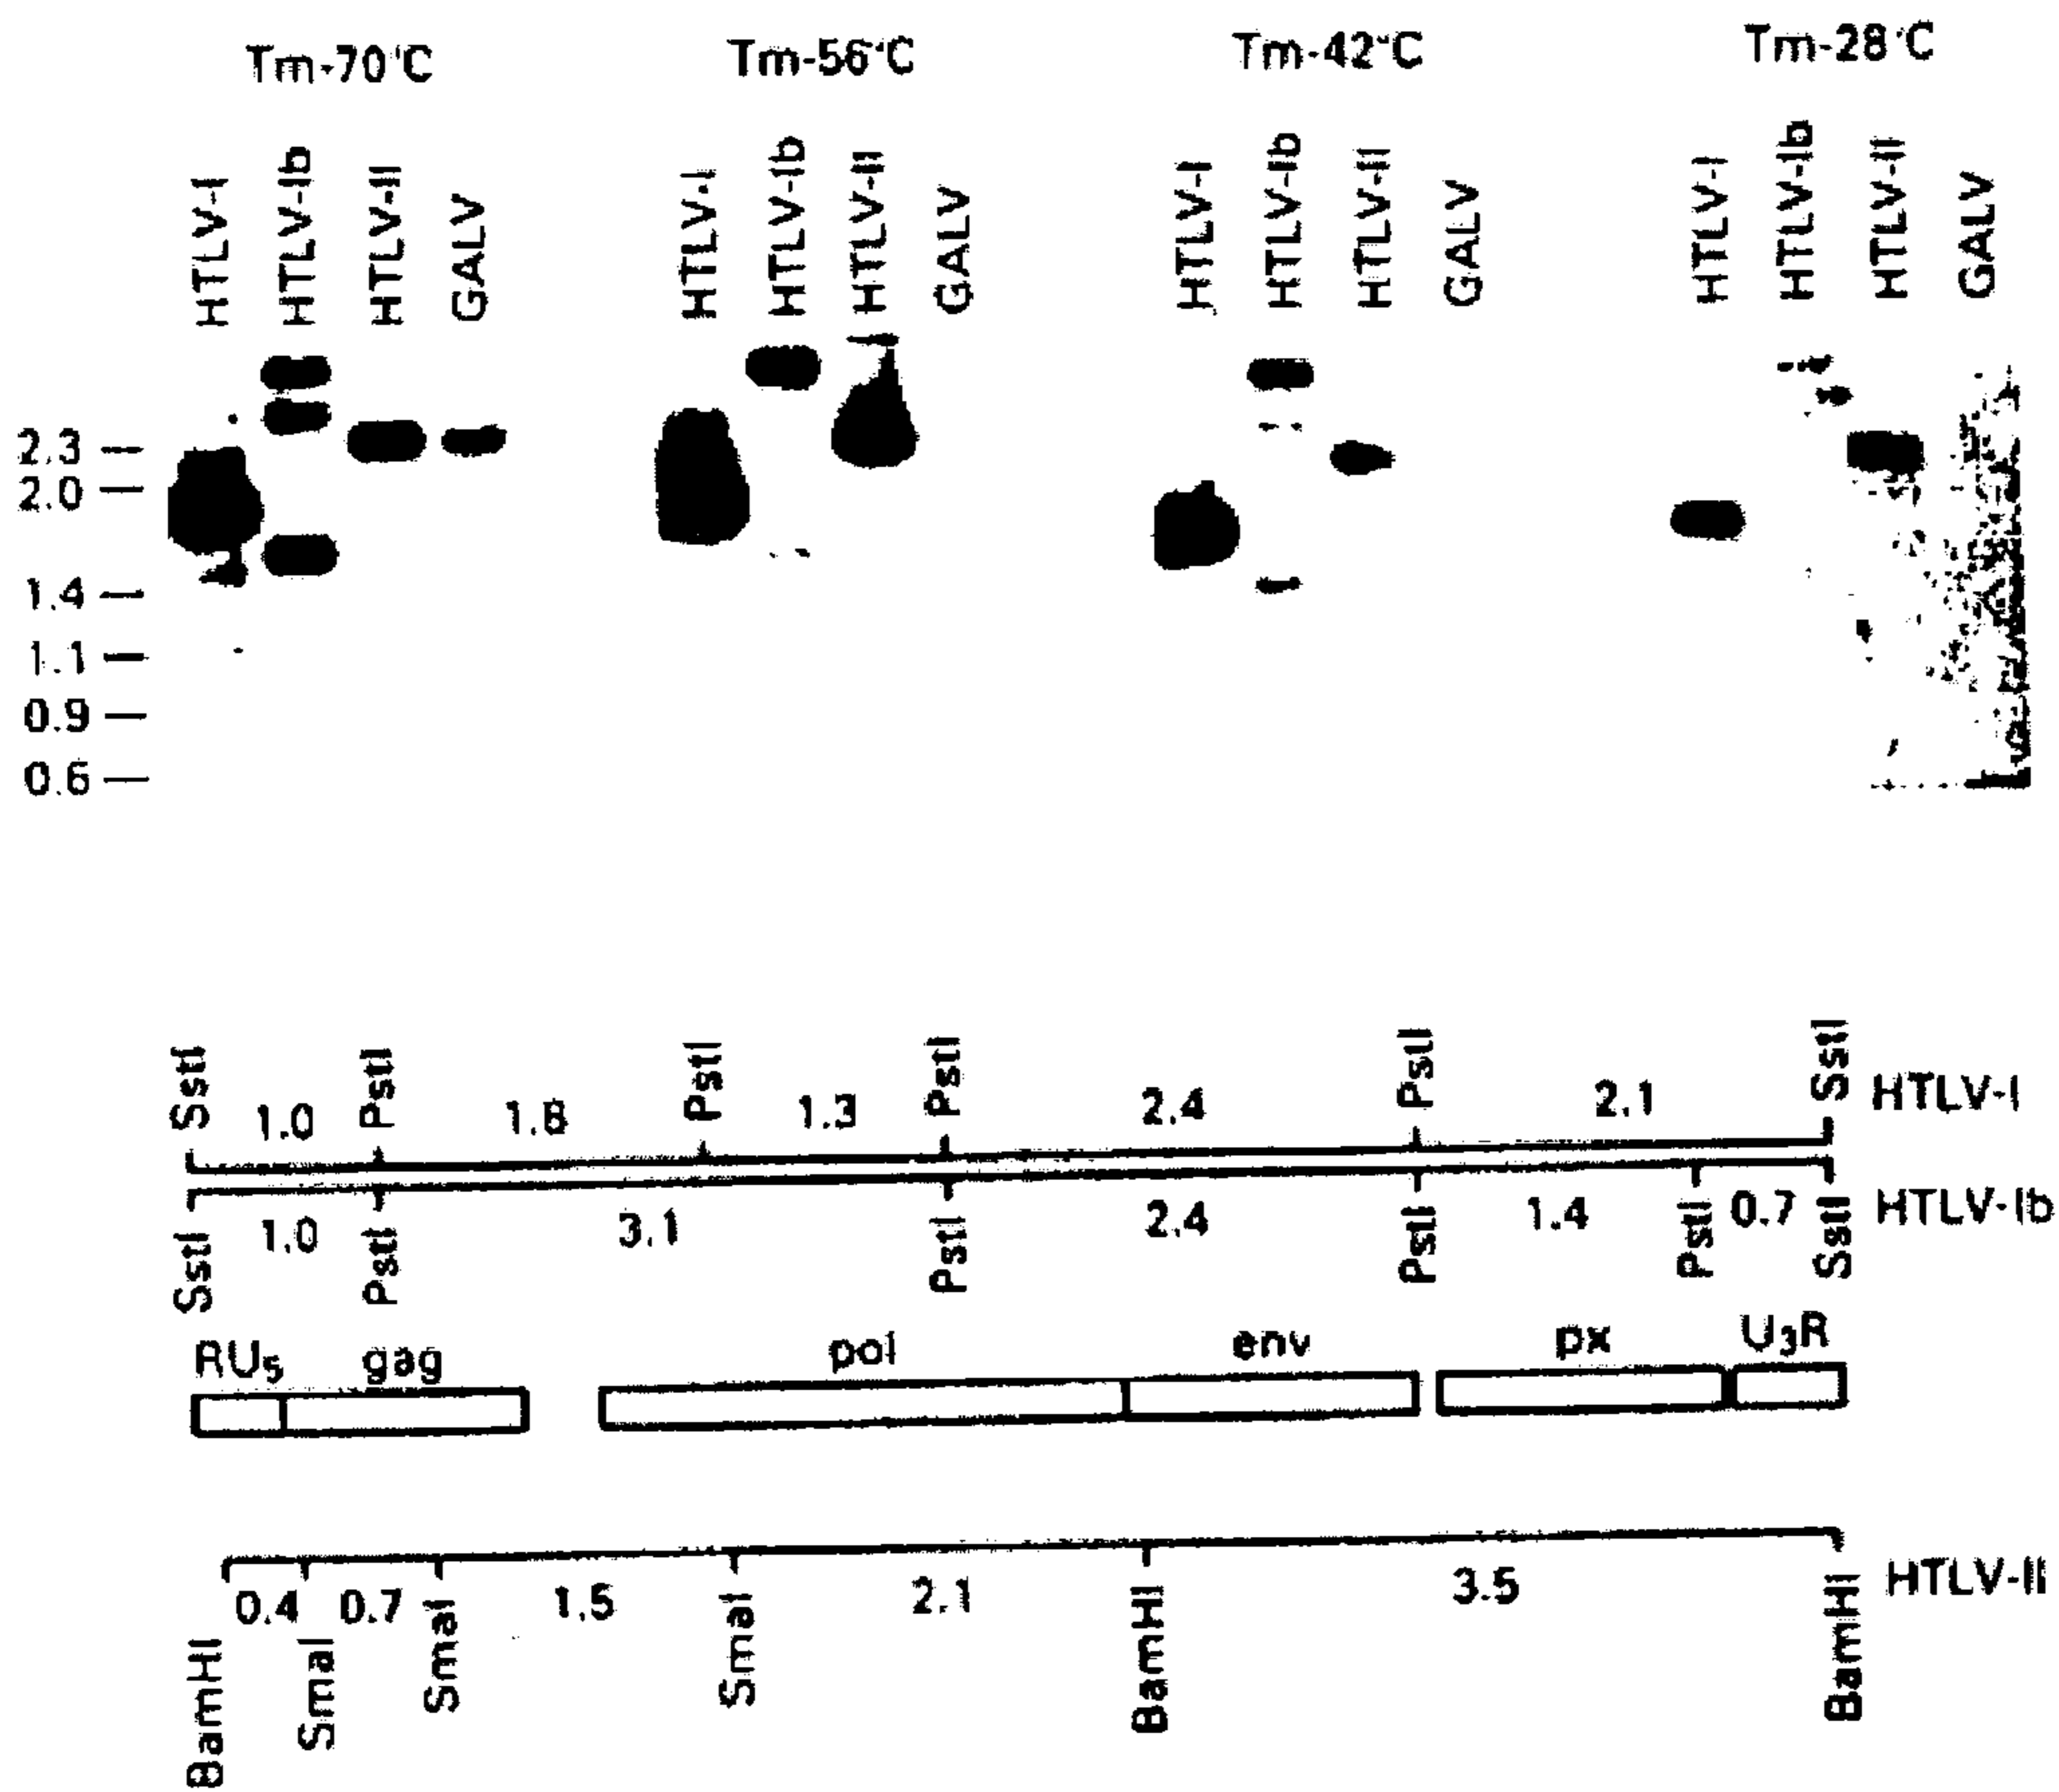 Tm-70°C Tm-56°C Tm-42°C Tm-28°C
HTLV-I HTLV-Ib HTLV-II GALV HTLV-I HTLV-Ib HTLV-II GALV HTLV-I HTLV-Ib HTLV-II GALV HTLV-I HTLV-Ib HTLV-II GALV
2.3
2.0
1.4
1.1
0.9
0.6
SstI PstI PstI PstI PstI SstI
1.0 1.8 1.3 2.4 2.1 HTLV-I
1.0 3.1 2.4 1.4 0.7 HTLV-Ib
SstI PstI PstI PstI PstI SstI
RU5 gag pol env px U3R
0.4 0.7 1.5 2.1 3.5 HTLV-II
BamHI SmaI SmaI SmaI BamHI BamHI